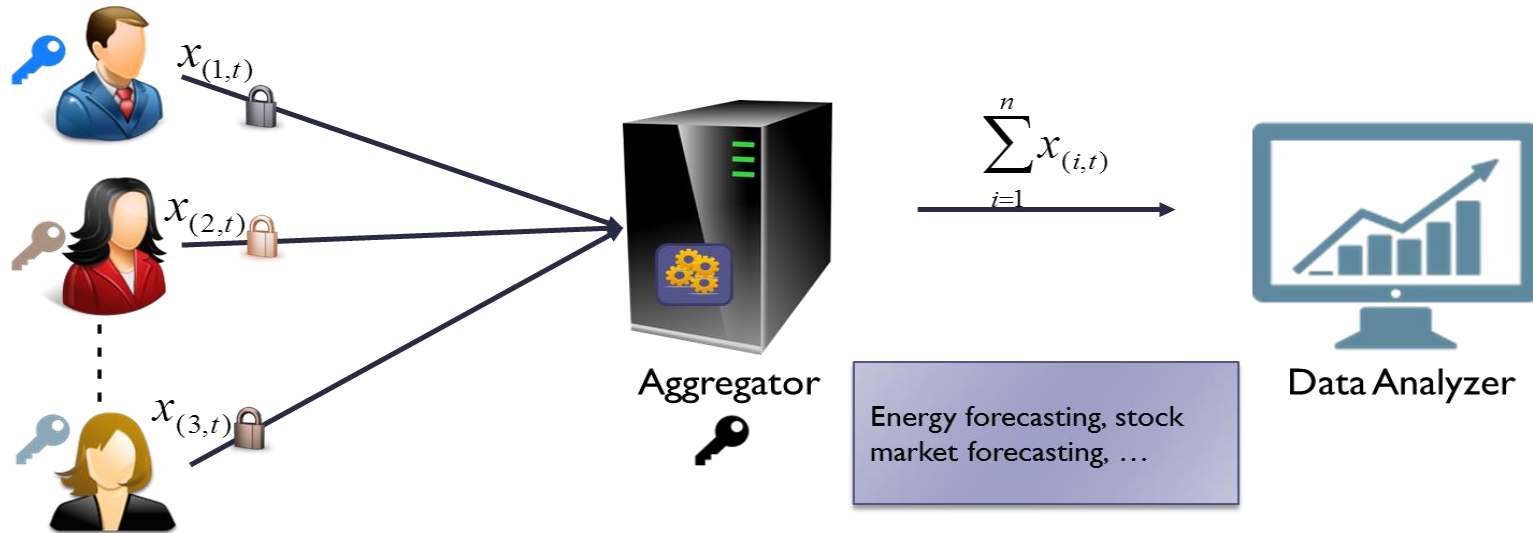 x(1,t)
x(2,t)
x(3,t)
n
∑ x(i,t)
i=1
Aggregator
Data Analyzer
Energy forecasting, stock
market forecasting, …